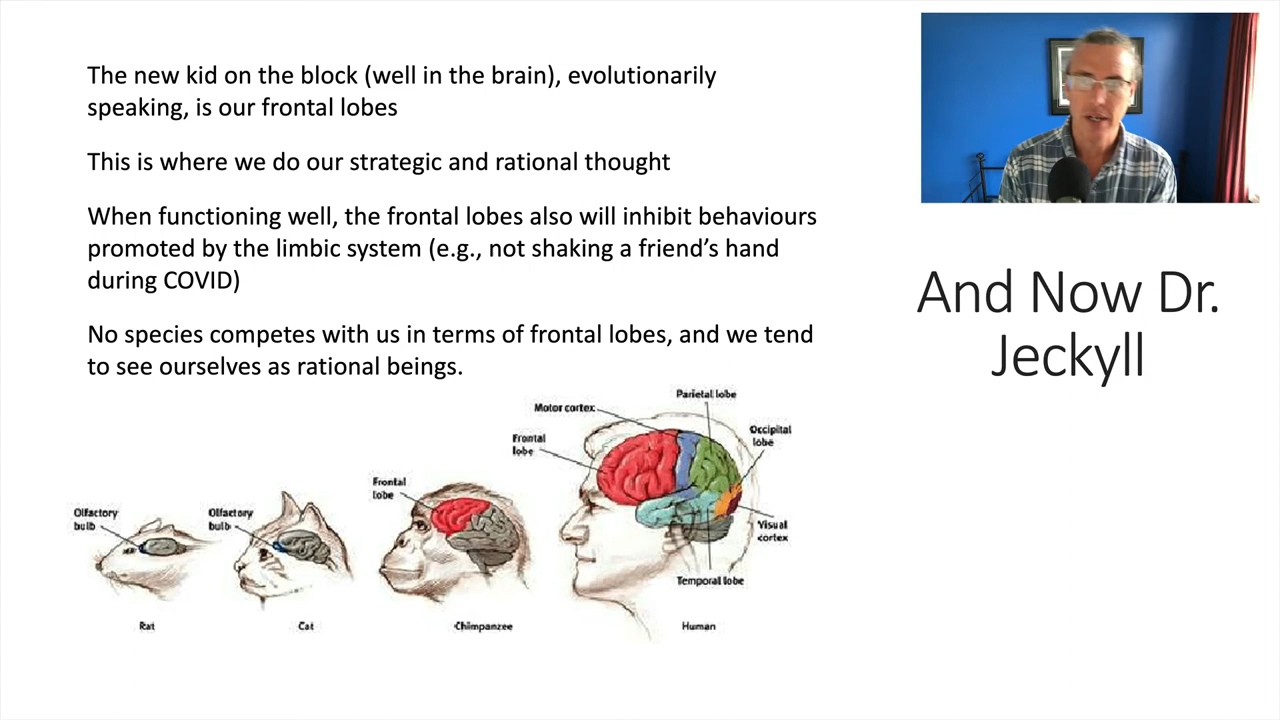 The new kid on the block (well in the brain), evolutionarily
speaking, is our frontal lobes
This is where we do our strategic and rational thought
When functioning well, the frontal lobes also will inhibit behaviours
promoted by the limbic system (e.g., not shaking a friend’s hand
during COVID)
No species competes with us in terms of frontal lobes, and we tend
to see ourselves as rational beings.
And Now Dr.
Jeckyll
Olfactory
bulb
Rat
Olfactory
bulb
Cat
Frontal
lobe
Chimpanzee
Motor cortex
Frontal
lobe
Parietal lobe
Occipital
lobe
Visual
cortex
Temporal lobe
Human